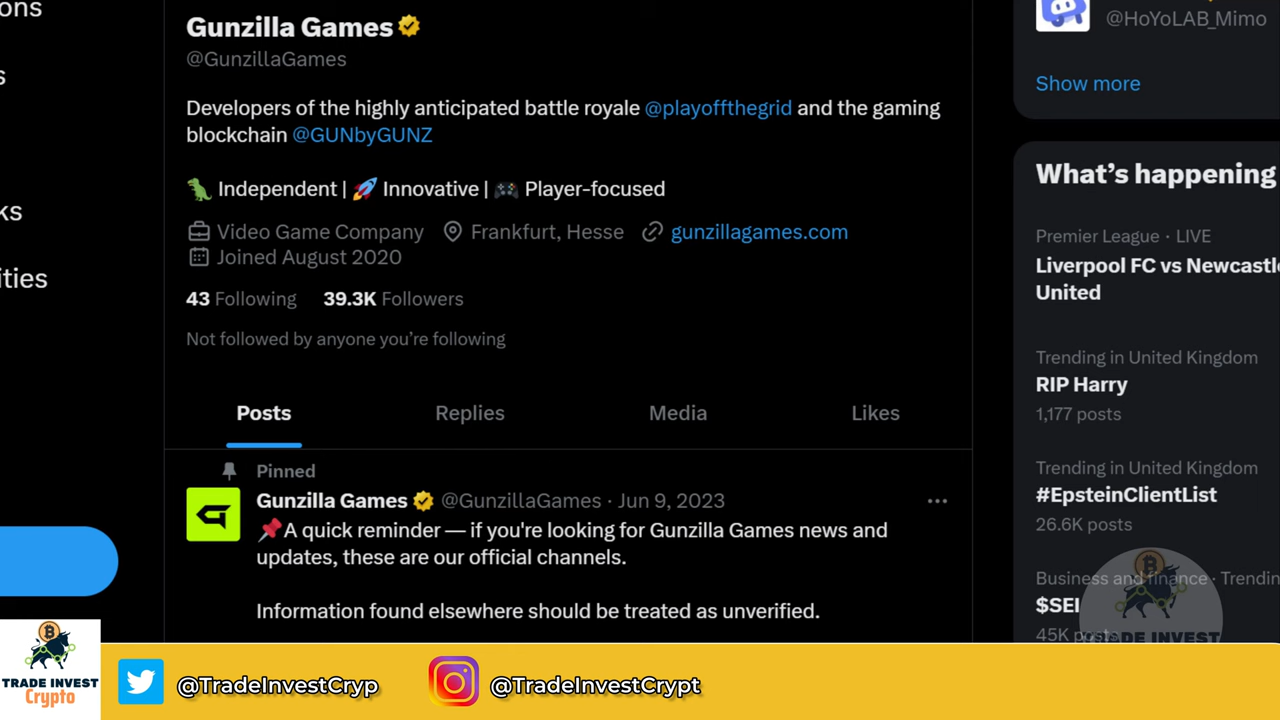 ons
s
ks
ities
Gunzilla Games
@GunzillaGames
Developers of the highly anticipated battle royale @playoffthegrid and the gaming
blockchain @GUNbyGUNZ
Independent | Innovative | Player-focused
Video Game Company Frankfurt, Hesse gunzillagames.com
Joined August 2020
43 Following 39.3K Followers
Not followed by anyone you’re following
Posts Replies Media Likes
Pinned
Gunzilla Games @GunzillaGames · Jun 9, 2023
A quick reminder — if you're looking for Gunzilla Games news and
updates, these are our official channels.
Information found elsewhere should be treated as unverified.
@HoYoLAB_Mimo
Show more
What’s happening
Premier League · LIVE
Liverpool FC vs Newcastle
United
Trending in United Kingdom
RIP Harry
1,177 posts
Trending in United Kingdom
#EpsteinClientList
26.6K posts
Business and finance · Trendin
$SEI
45K posts
TRADE INVEST
TRADE INVEST
Crypto
@TradeInvestCryp
@TradeInvestCrypt